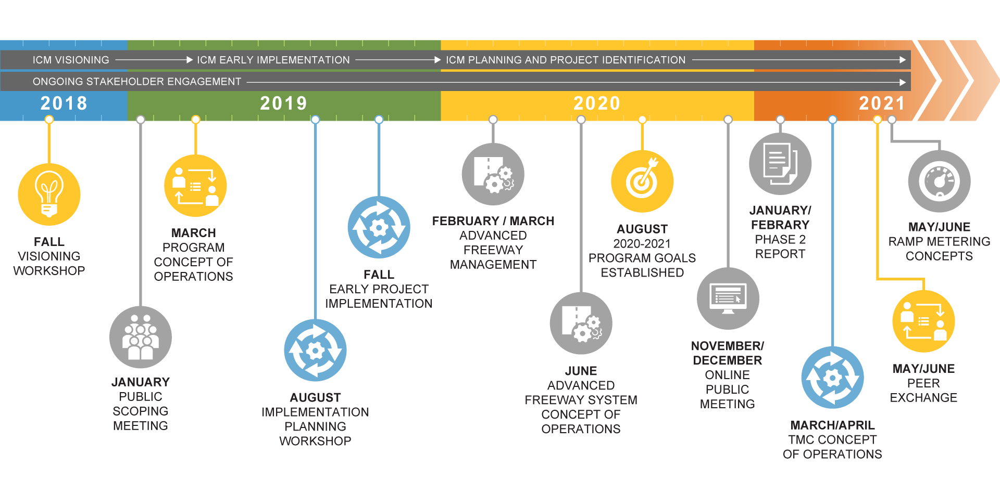 ICM VISIONING
ICM EARLY IMPLEMENTATION
ICM PLANNING AND PROJECT IDENTIFICATION
ONGOING STAKEHOLDER ENGAGEMENT
2018
2019
2020
2021
FALL
VISIONING
WORKSHOP
JANUARY
PUBLIC
SCOPING
MEETING
MARCH
PROGRAM
CONCEPT OF
OPERATIONS
AUGUST
IMPLEMENTATION
PLANNING
WORKSHOP
FALL
EARLY PROJECT
IMPLEMENTATION
FEBRUARY / MARCH
ADVANCED
FREEWAY
MANAGEMENT
JUNE
ADVANCED
FREEWAY SYSTEM
CONCEPT OF
OPERATIONS
AUGUST
2020-2021
PROGRAM GOALS
ESTABLISHED
NOVEMBER/
DECEMBER
ONLINE
PUBLIC
MEETING
JANUARY/
FEBRARY
PHASE 2
REPORT
MARCH/APRIL
TMC CONCEPT
OF OPERATIONS
MAY/JUNE
PEER
EXCHANGE
MAY/JUNE
RAMP METERING
CONCEPTS